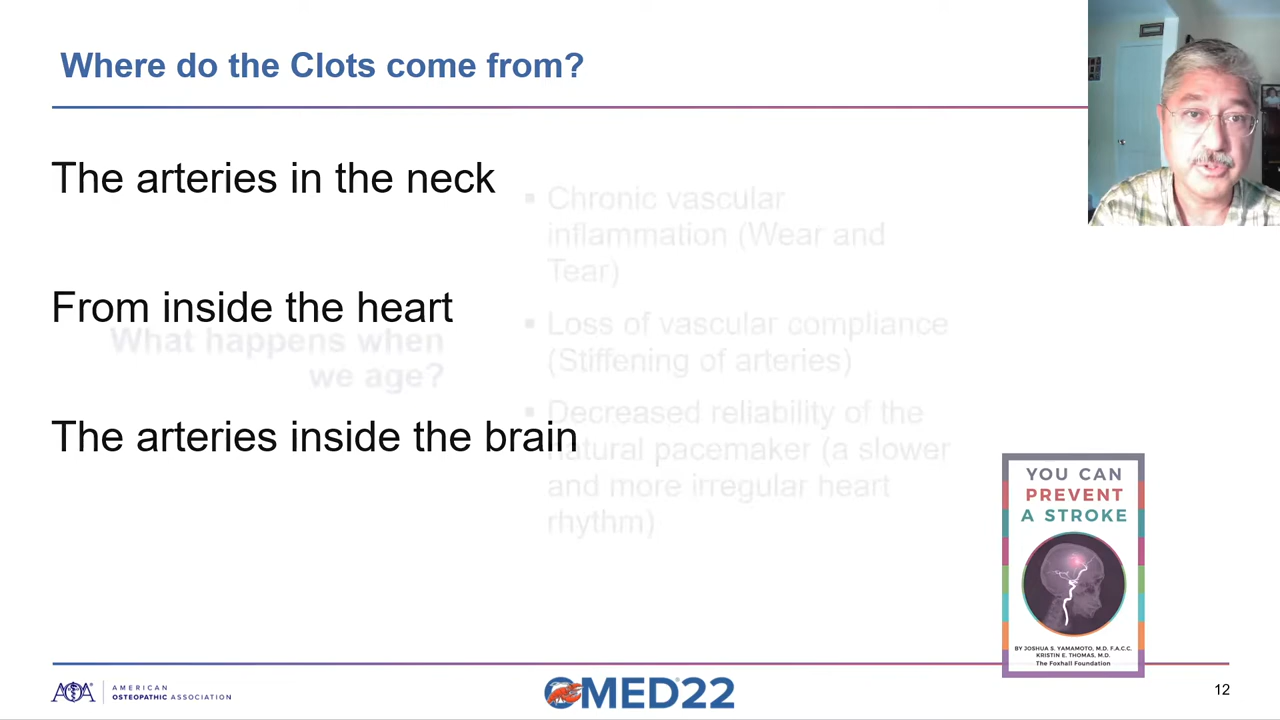 Where do the Clots come from?
The arteries in the neck
From inside the heart
The arteries inside the brain
What happens when
we age?
▪ Chronic vascular
inflammation (Wear and
Tear)
▪ Loss of vascular compliance
(Stiffening of arteries)
▪ Decreased reliability of the
natural pacemaker (a slower
and more irregular heart
rhythm)
YOU CAN
PREVENT
A STROKE
BY JOSHUA S. YAMAMOTO, M.D. F.A.C.C.
KRISTIN E. THOMAS, M.D.
The Foxhall Foundation
AOA
AMERICAN
OSTEOPATHIC ASSOCIATION
OMED22
12